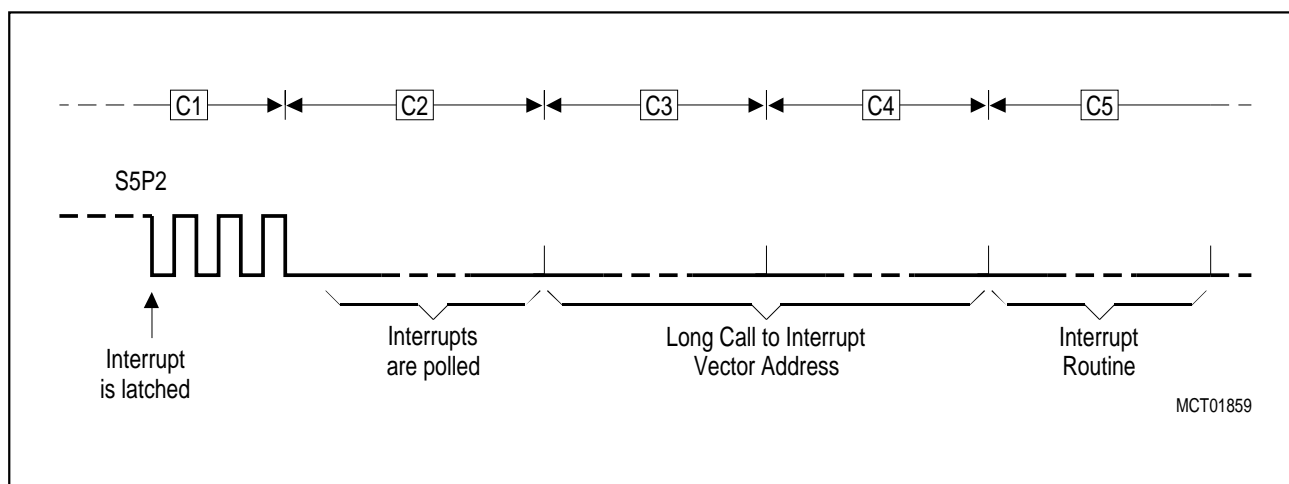 C1 C2 C3 C4 C5
S5P2
Interrupt
is latched
Interrupts
are polled
Long Call to Interrupt
Vector Address
Interrupt
Routine
MCT01859